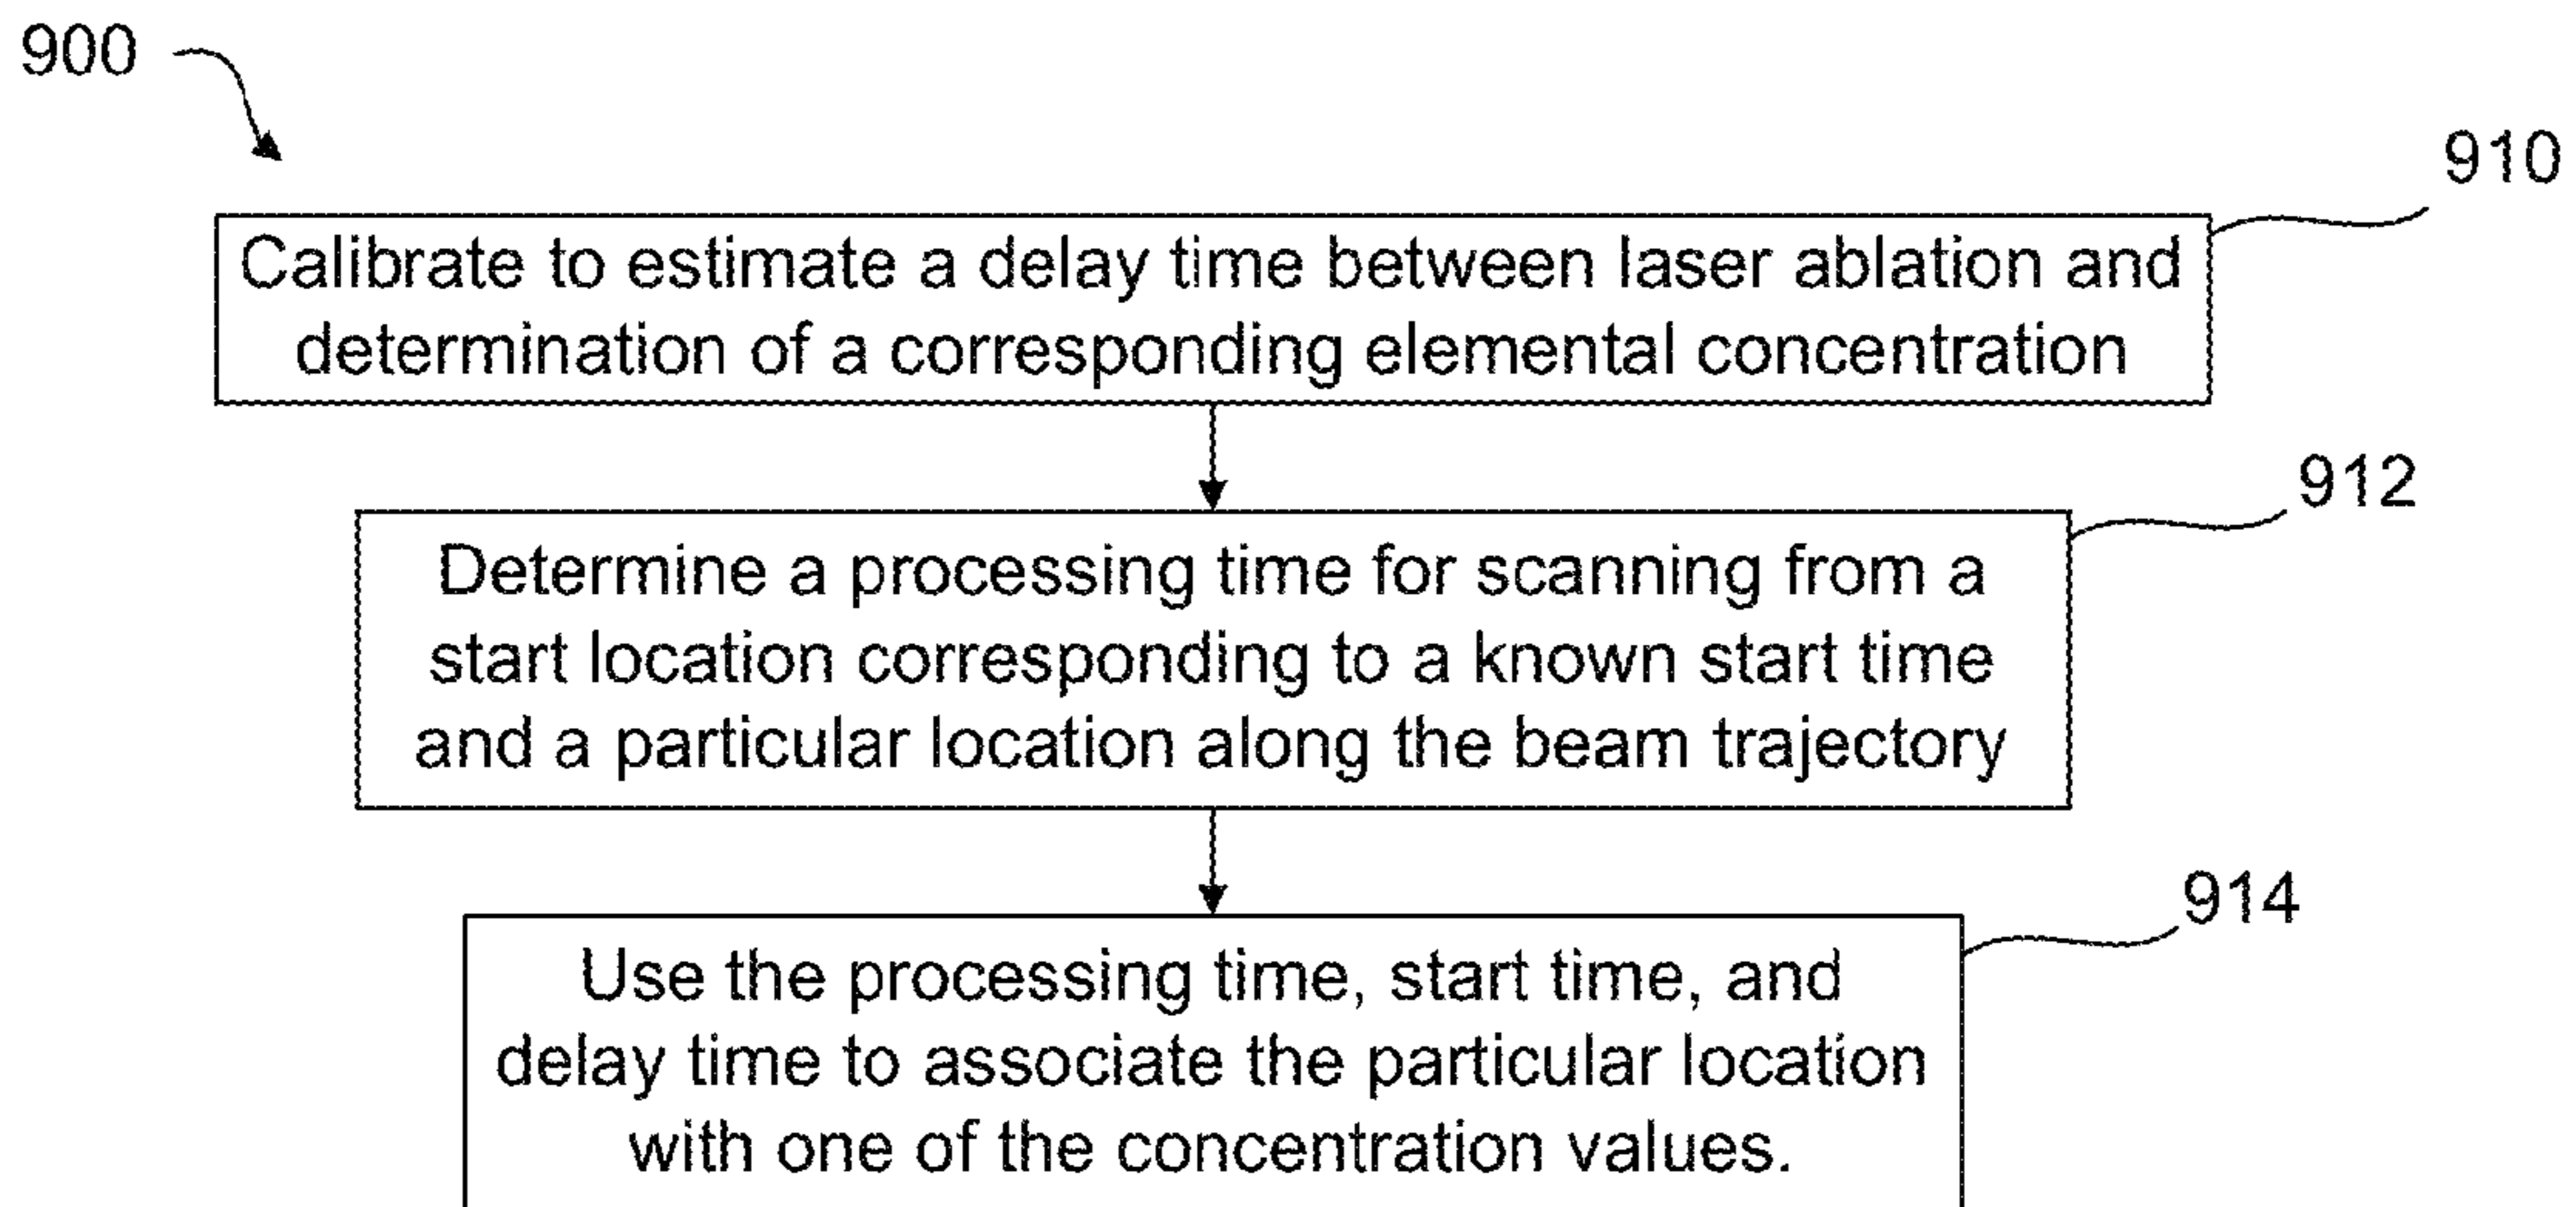 900
910
Calibrate to estimate a delay time between laser ablation and
determination of a corresponding elemental concentration
912
Determine a processing time for scanning from a
start location corresponding to a known start time
and a particular location along the beam trajectory
914
Use the processing time, start time, and
delay time to associate the particular location
with one of the concentration values.